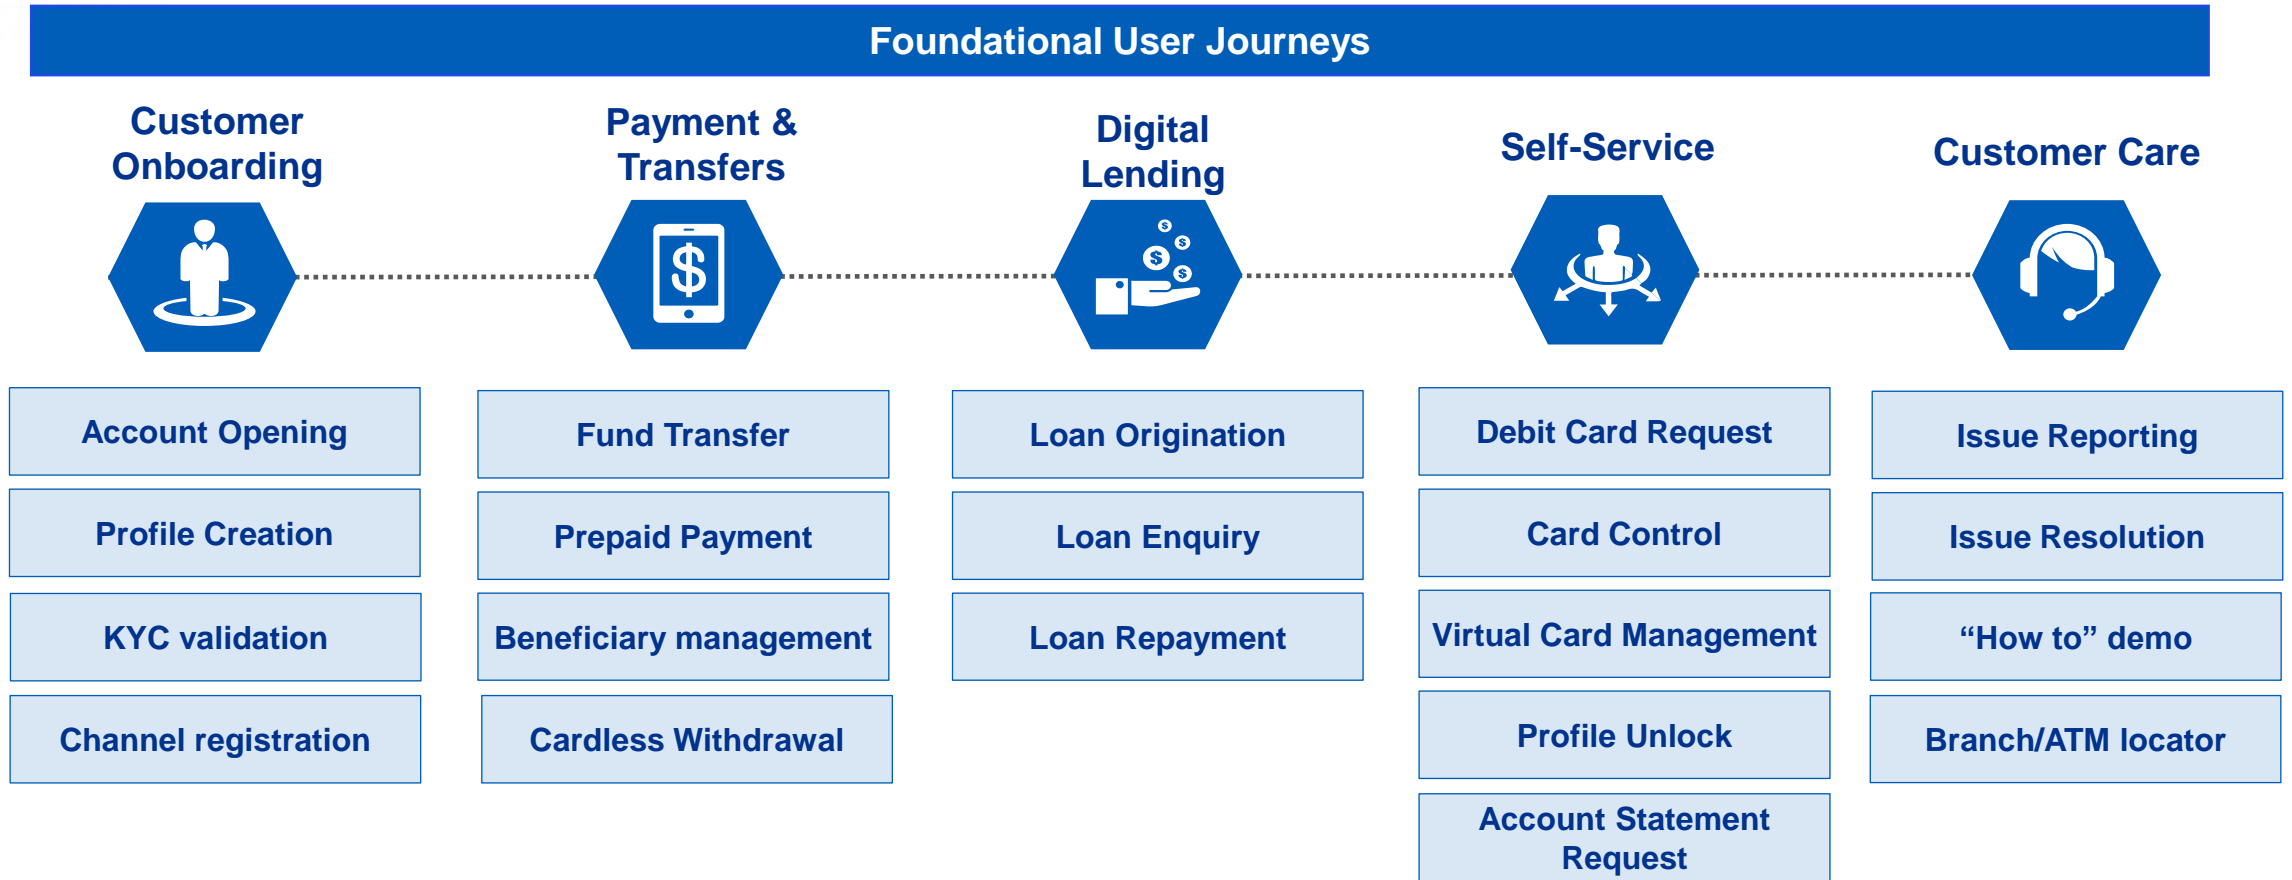 Foundational User Journeys
Customer
Onboarding
Account Opening
Profile Creation
KYC validation
Channel registration
Payment &
Transfers
$
Fund Transfer
Prepaid Payment
Beneficiary management
Cardless Withdrawal
Digital
Lending
$
$
$
$
Loan Origination
Loan Enquiry
Loan Repayment
Self-Service
Debit Card Request
Card Control
Virtual Card Management
Profile Unlock
Account Statement
Request
Customer Care
Issue Reporting
Issue Resolution
“How to” demo
Branch/ATM locator